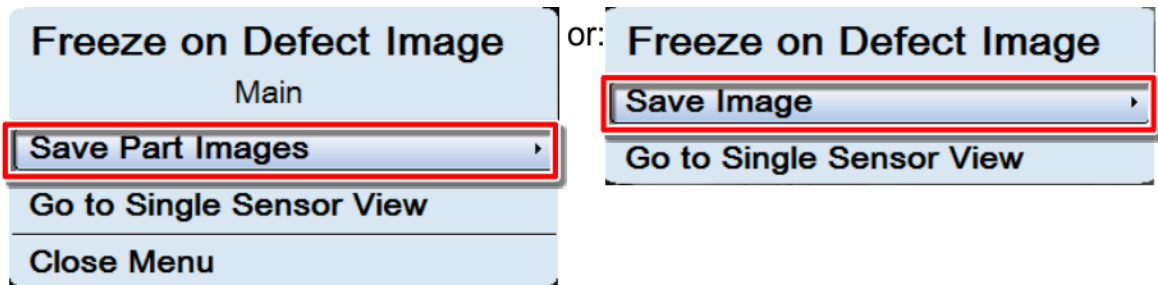 Freeze on Defect Image
Main
Save Part Images
Go to Single Sensor View
Close Menu
or:
Freeze on Defect Image
Save Image
Go to Single Sensor View